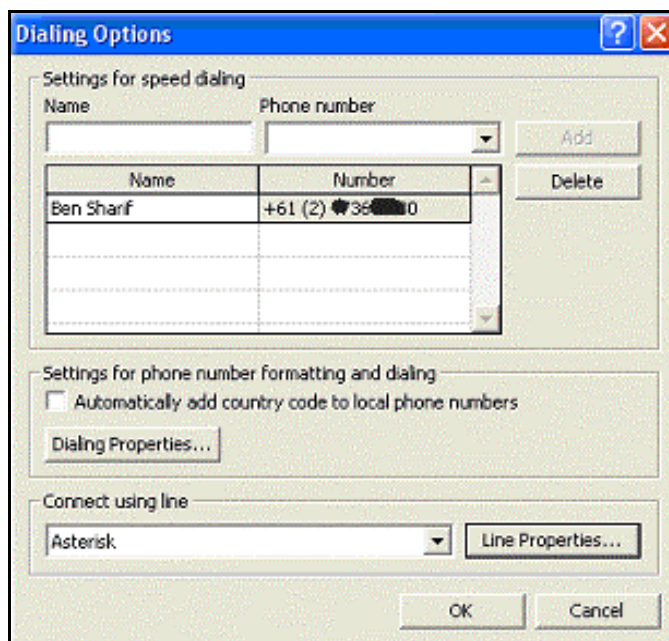 Dialing Options
Settings for speed dialing
Name Phone number
Add
Name Number
Delete
Ben Sharif +61 (2) 36 0
Settings for phone number formatting and dialing
Automatically add country code to local phone numbers
Dialing Properties...
Connect using line
Asterisk
Line Properties...
OK Cancel